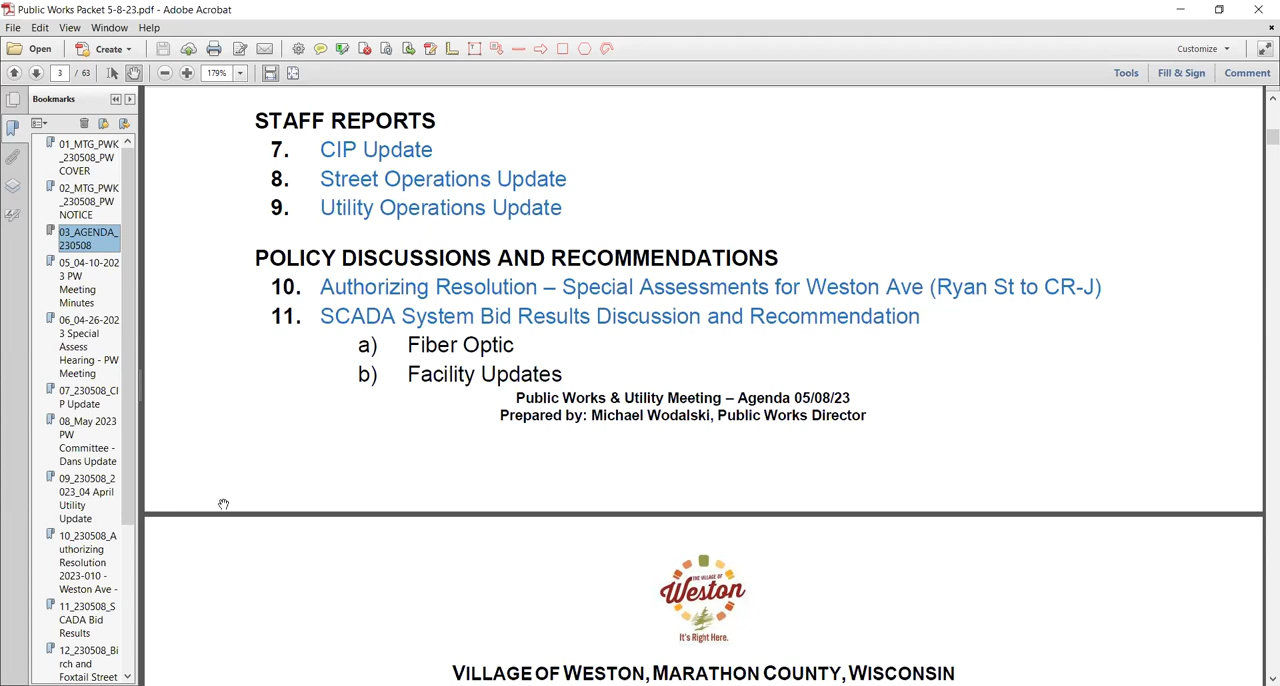 Public Works Packet 5-8-23.pdf - Adobe Acrobat
File Edit View Window Help
Open Create Customize
3 / 63 179% Tools Fill & Sign Comment
Bookmarks
01_MTG_PWK
_230508_PW
COVER
02_MTG_PWK
_230508_PW
NOTICE
03_AGENDA_
230508
05_04-10-202
3 PW
Meeting
Minutes
06_04-26-202
3 Special
Assess
Hearing - PW
Meeting
07_230508_CI
P Update
08_May 2023
PW
Committee -
Dans Update
09_230508_2
023_04 April
Utility
Update
10_230508_A
uthorizing
Resolution
2023-010 -
Weston Ave -
11_230508_S
CADA Bid
Results
12_230508_Bi
rch and
Foxtail Street
STAFF REPORTS
7. CIP Update
8. Street Operations Update
9. Utility Operations Update
POLICY DISCUSSIONS AND RECOMMENDATIONS
10. Authorizing Resolution – Special Assessments for Weston Ave (Ryan St to CR-J)
11. SCADA System Bid Results Discussion and Recommendation
a) Fiber Optic
b) Facility Updates
Public Works & Utility Meeting – Agenda 05/08/23
Prepared by: Michael Wodalski, Public Works Director
THE VILLAGE OF
Weston
It's Right Here.
VILLAGE OF WESTON, MARATHON COUNTY, WISCONSIN